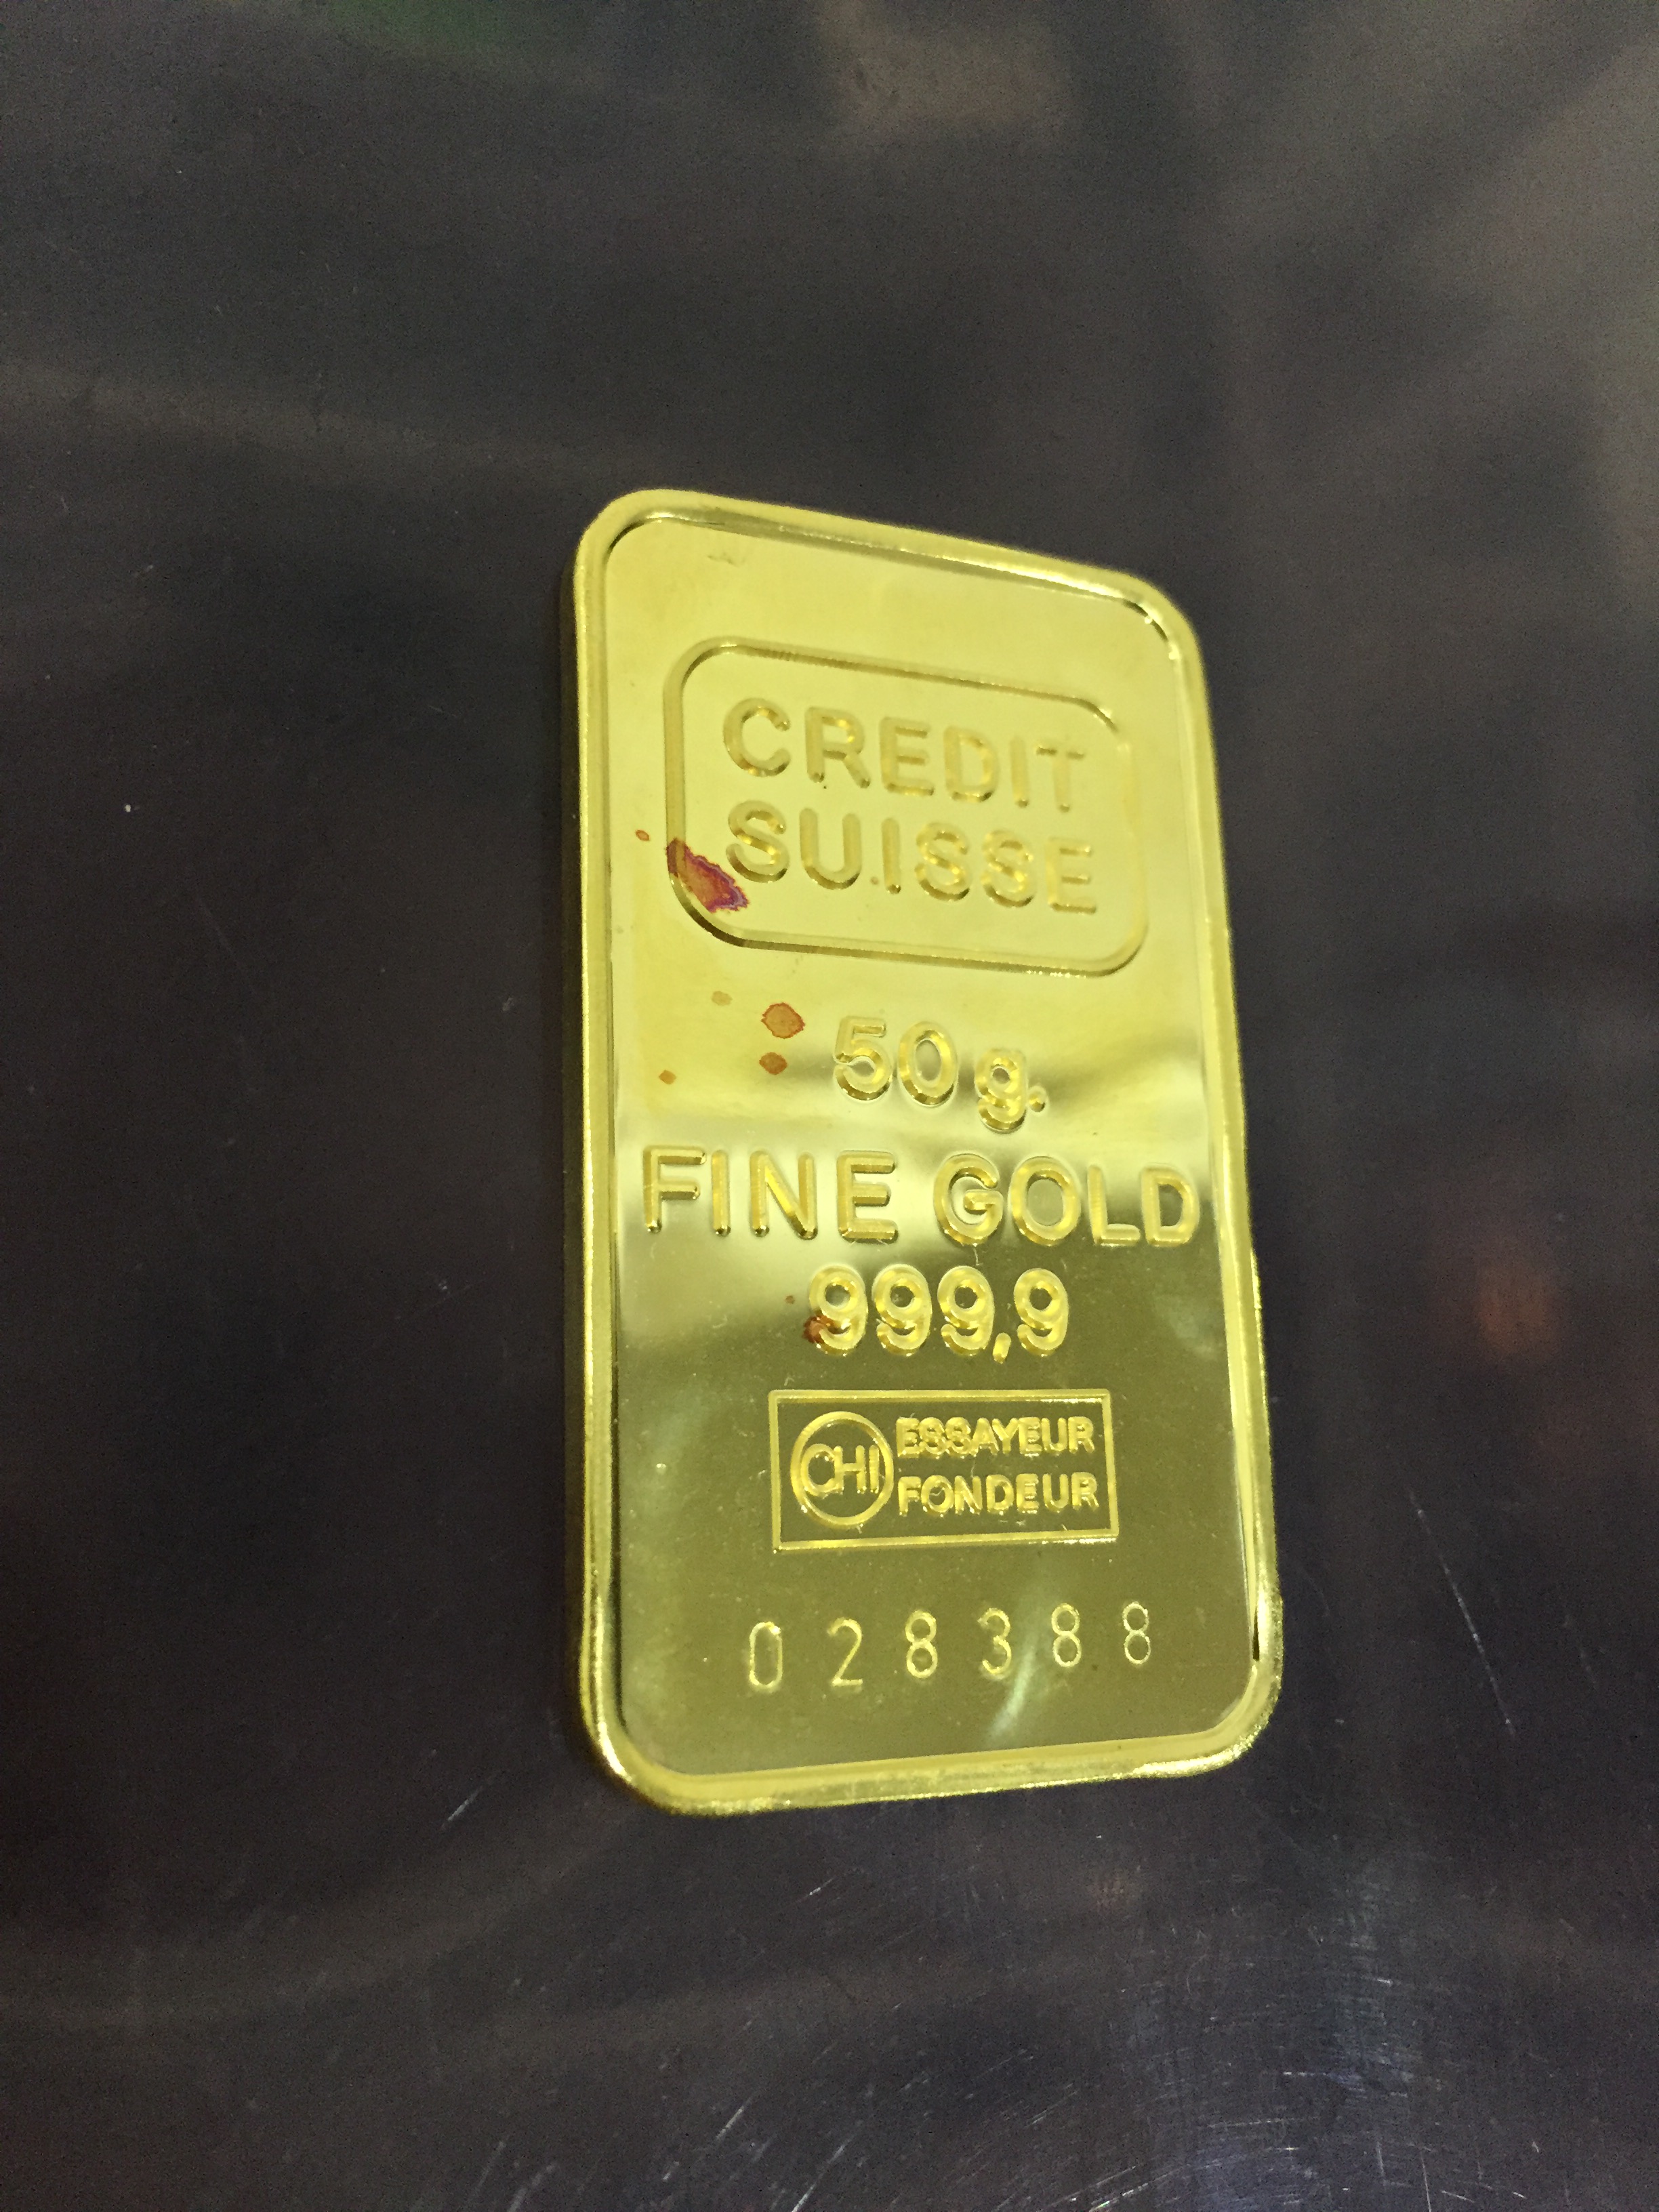 CREDIT
SUISSE
50 g.
FINE GOLD
999,9
CHI ESSAYEUR
FONDEUR
028388